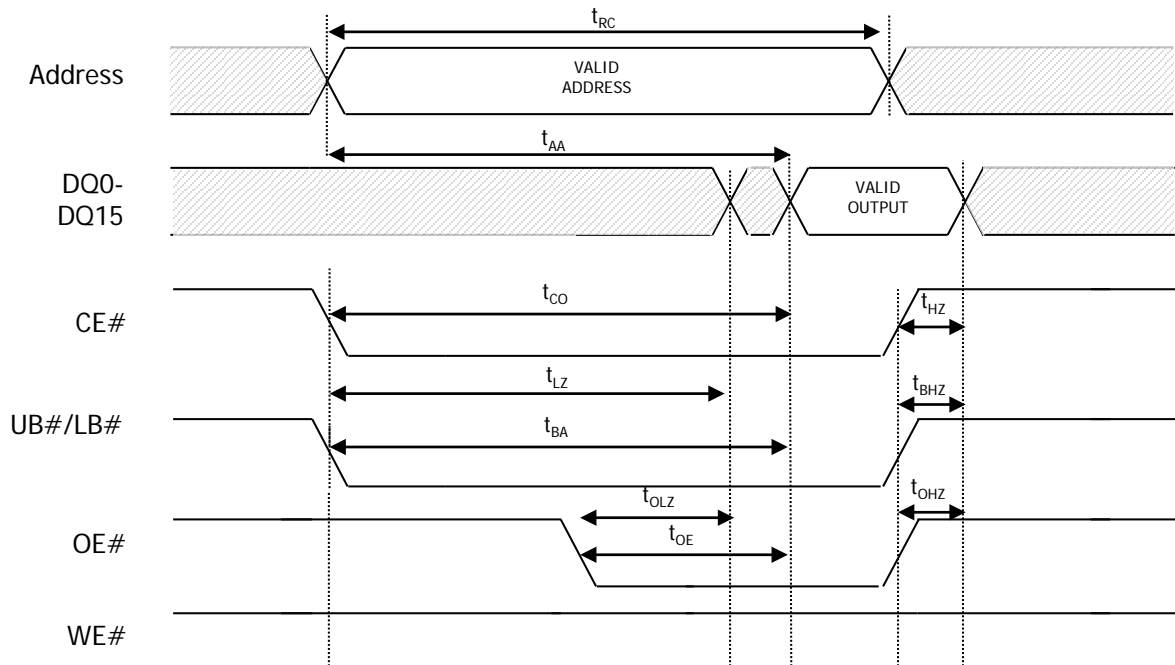 tRC
Address
VALID
ADDRESS
tAA
DQ0-
DQ15
VALID
OUTPUT
tCO
CE#
tHZ
tLZ
tBHZ
UB#/LB#
tBA
tOLZ
tOHZ
OE#
tOE
WE#